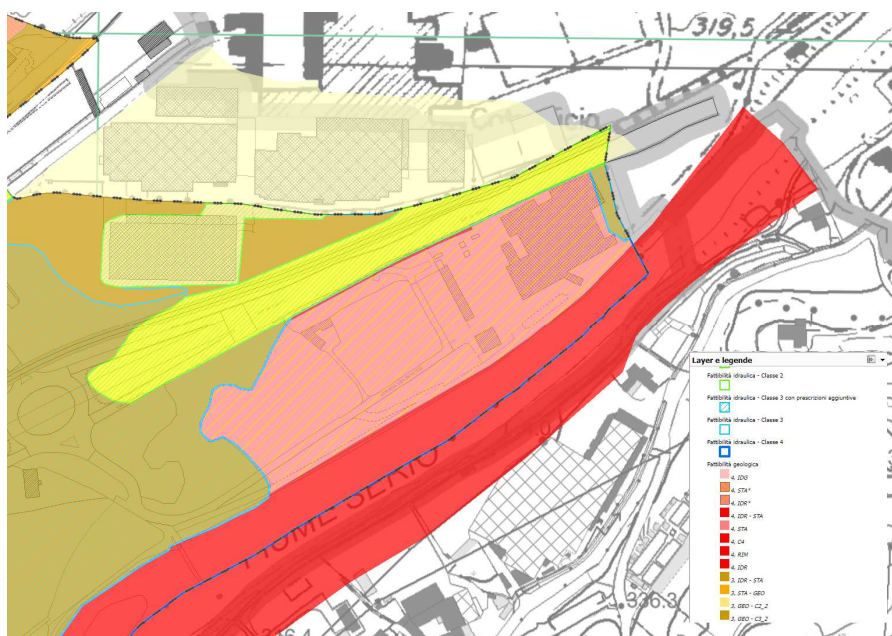 319,5
FIUME SERIO
336.3
336.4
Layer e legende
Fattibilità idraulica - Classe 2
Fattibilità idraulica - Classe 3 con prescrizioni aggiuntive
Fattibilità idraulica - Classe 3
Fattibilità idraulica - Classe 4
Fattibilità geologica
4, IDG
4, STA*
4, IDR*
4, IDR - STA
4, STA
4, C4
4, RIM
4, IDR
3, IDR - STA
3, STA - GEO
3, GEO - C2_2
3, GEO - C3_2